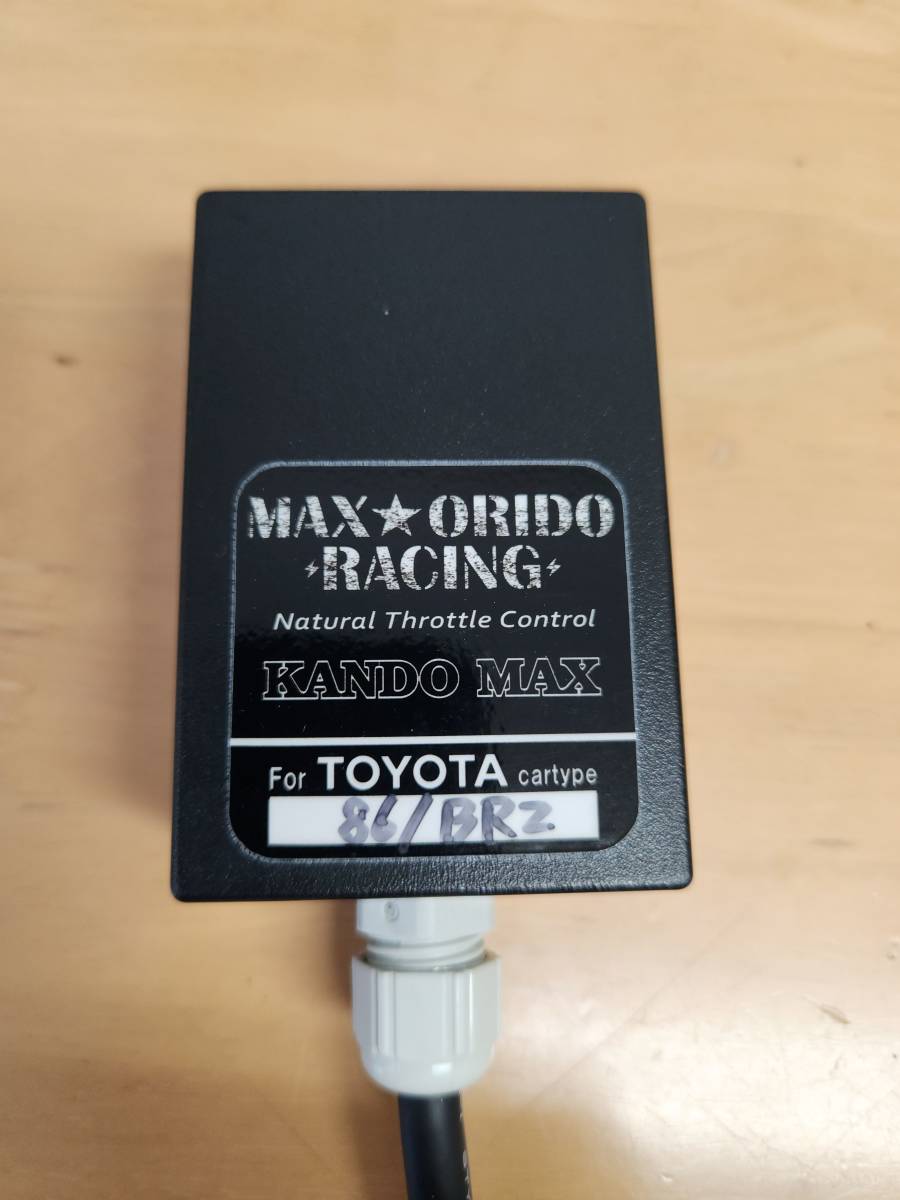 MAX★ORIDO
RACING
Natural Throttle Control
KANDO MAX
For TOYOTA cartype
86/BRZ